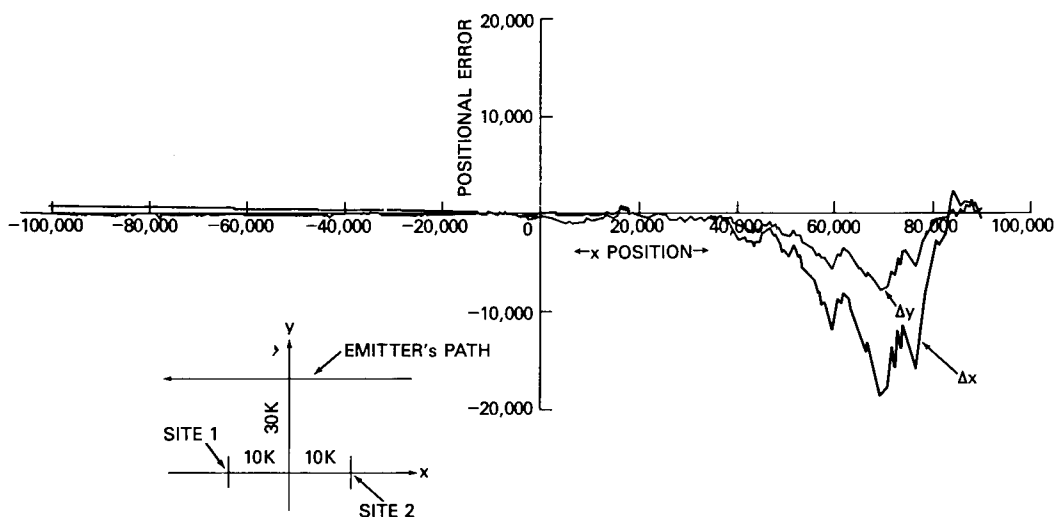 20,000
POSITIONAL ERROR
10,000
−100,000 −80,000 −60,000 −40,000 −20,000 0 20,000 40,000 60,000 80,000 100,000
←x POSITION→
−10,000
Δy
Δx
−20,000
y
EMITTER's PATH
30K
SITE 1
10K 10K
x
SITE 2